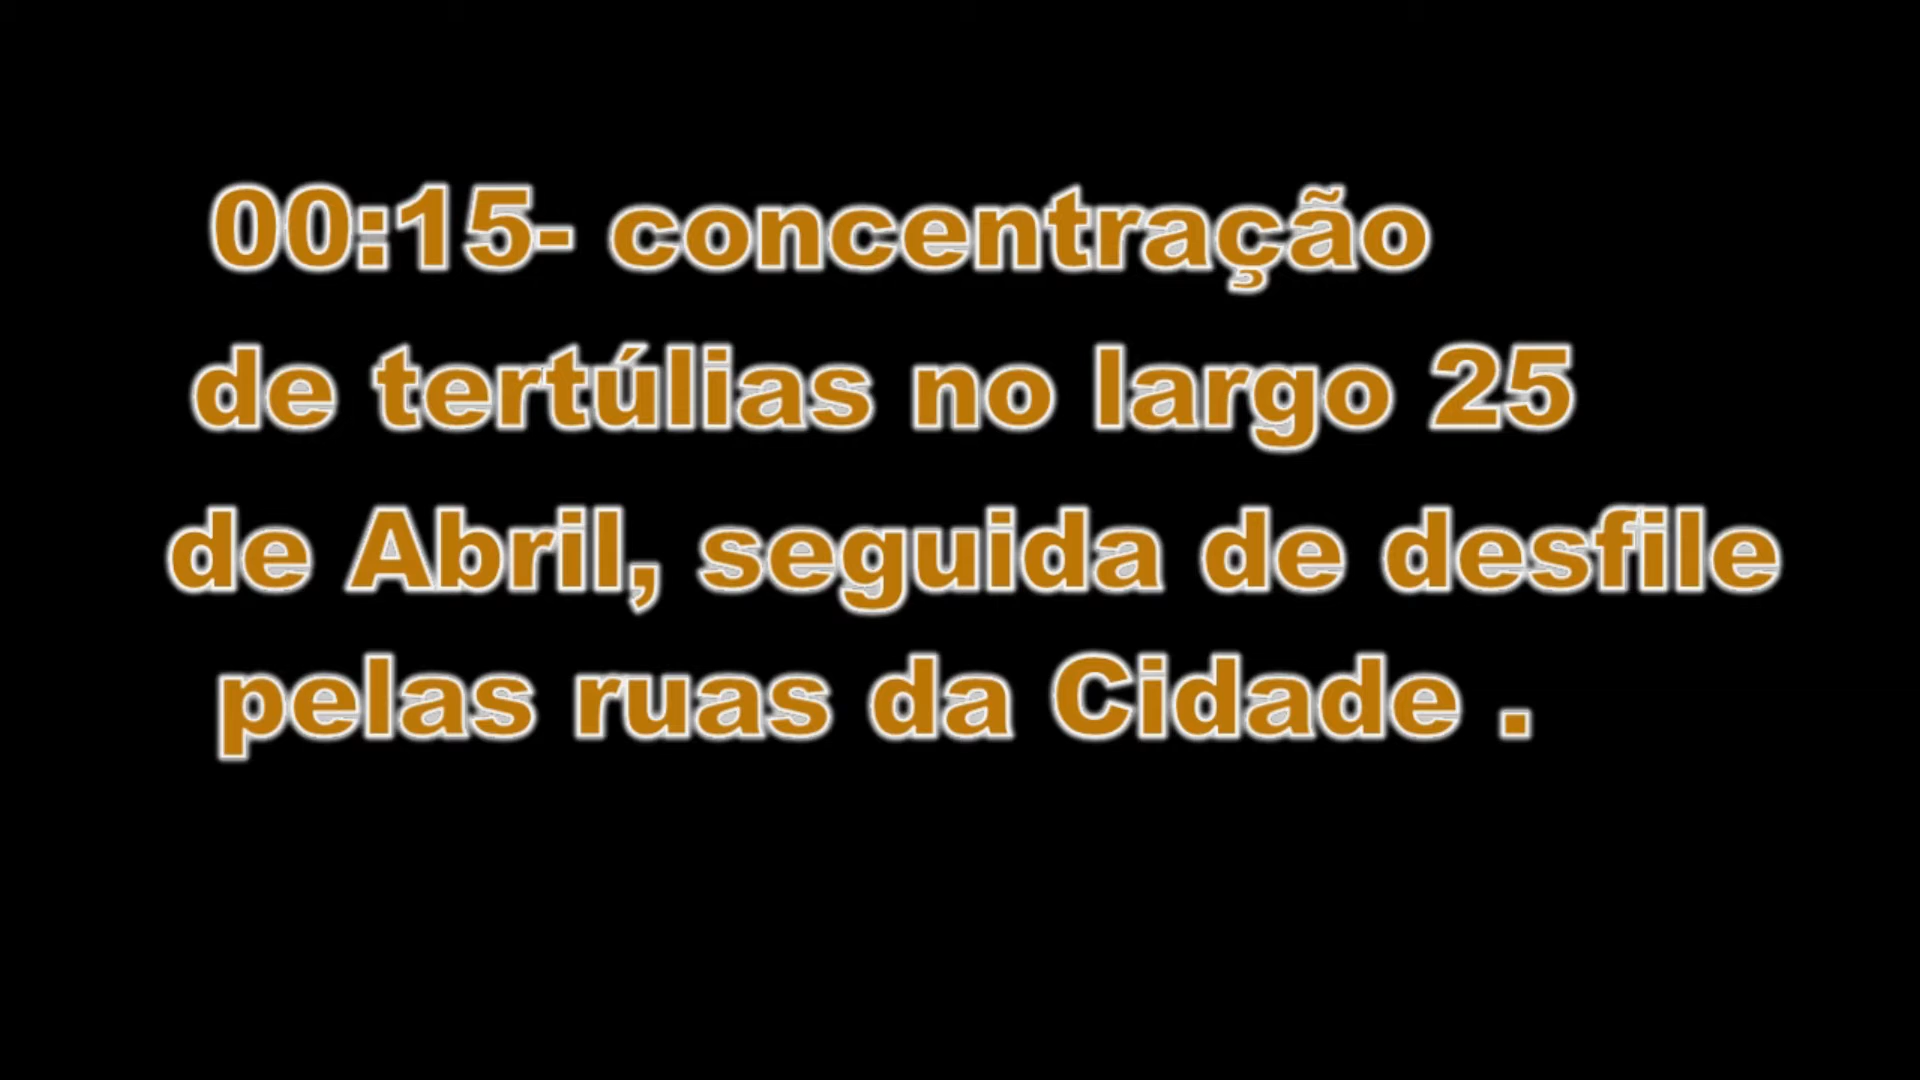 00:15- concentração
de tertúlias no largo 25
de Abril, seguida de desfile
pelas ruas da Cidade .